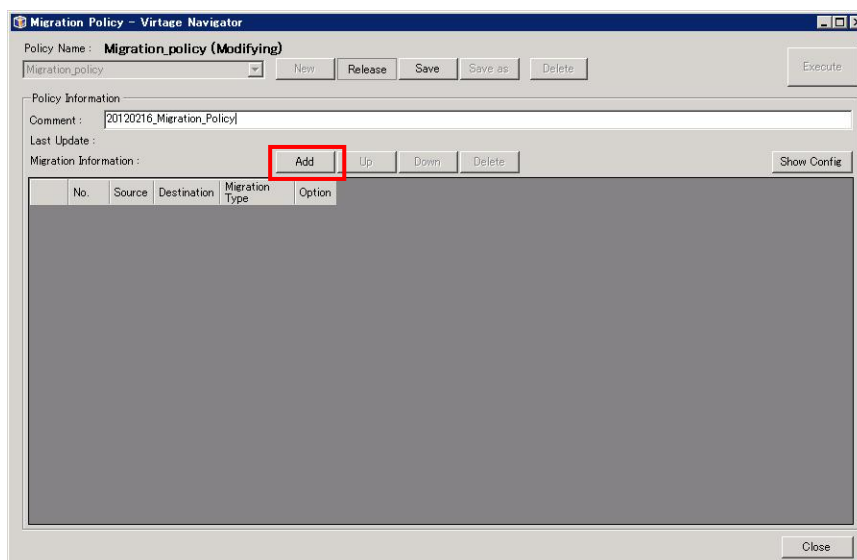 Migration Policy - Virtage Navigator
Policy Name : Migration_policy (Modifying)
Migration_policy New Release Save Save as Delete Execute
Policy Information
Comment : 20120216_Migration_Policy
Last Update :
Migration Information : Add Up Down Delete Show Config
No. Source Destination Migration Type Option
Close